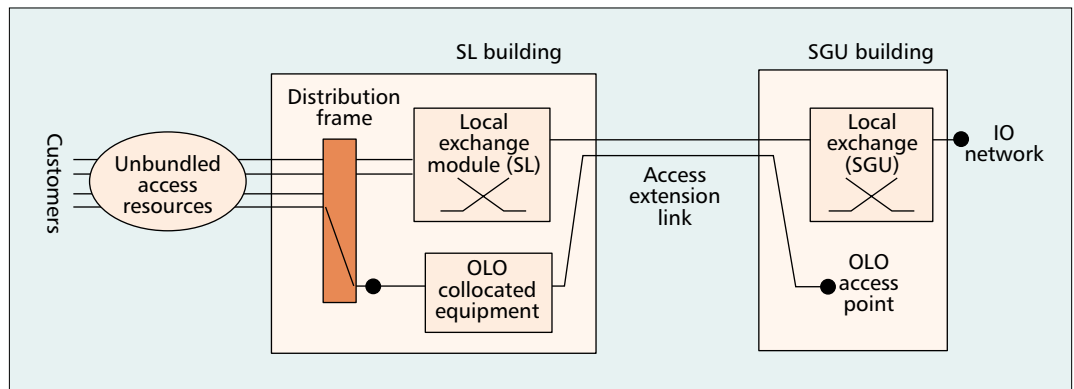 SL building
SGU building
Distribution
frame
Customers
Unbundled
access
resources
Local
exchange
module (SL)
OLO
collocated
equipment
Access
extension
link
Local
exchange
(SGU)
IO
network
OLO
access
point